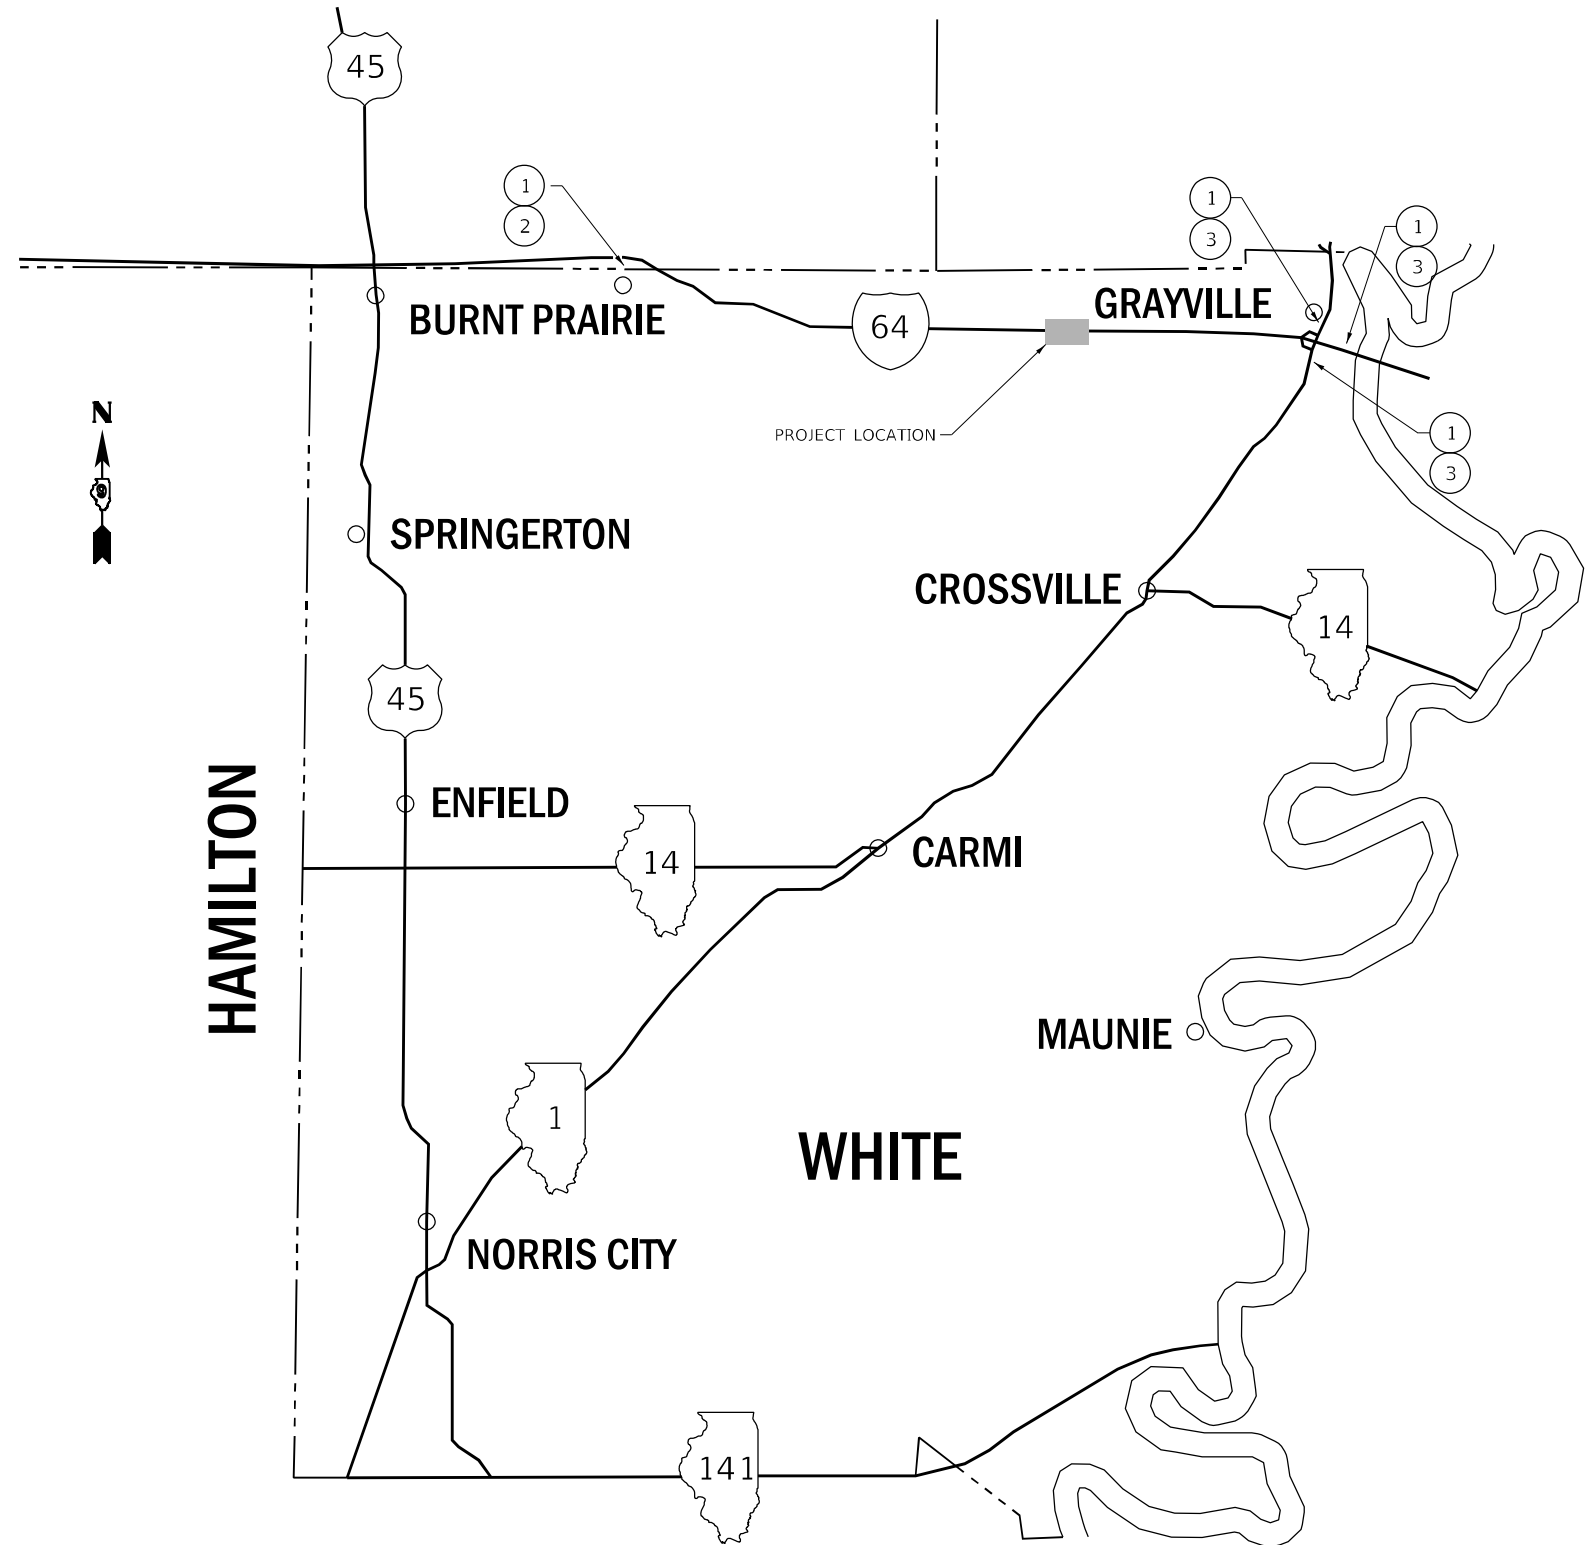 45
1
2
1
3
1
3
BURNT PRAIRIE
64
GRAYVILLE
N
9
PROJECT LOCATION
1
3
SPRINGERTON
CROSSVILLE
14
45
HAMILTON
ENFIELD
14
CARMI
MAUNIE
1
WHITE
NORRIS CITY
141